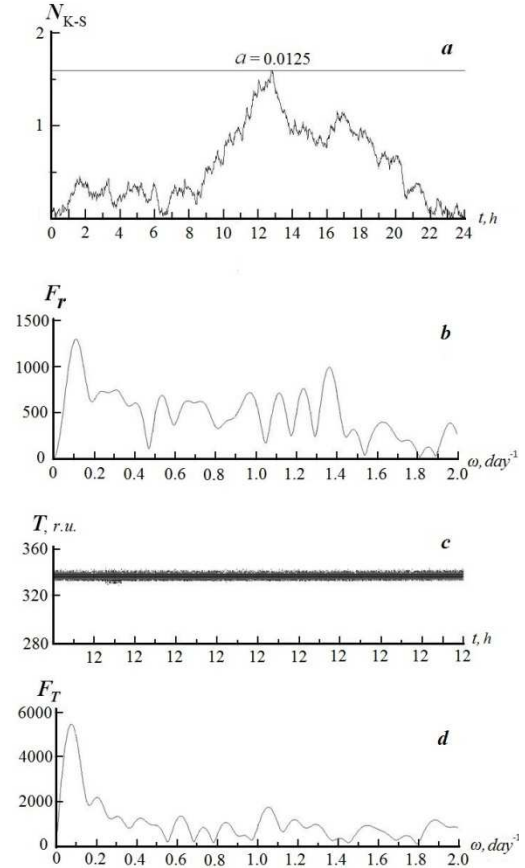 N K-S
2
a
a = 0.0125
1
0 2 4 6 8 10 12 14 16 18 20 22 24
t, h
F r
1500
b
1000
500
0
0 0.2 0.4 0.6 0.8 1.0 1.2 1.4 1.6 1.8 2.0
ω, day-1
T, r.u.
360
c
320
280
t, h
12 12 12 12 12 12 12 12 12 12
F T
6000
d
4000
2000
0
0 0.2 0.4 0.6 0.8 1.0 1.2 1.4 1.6 1.8 2.0
ω, day-1